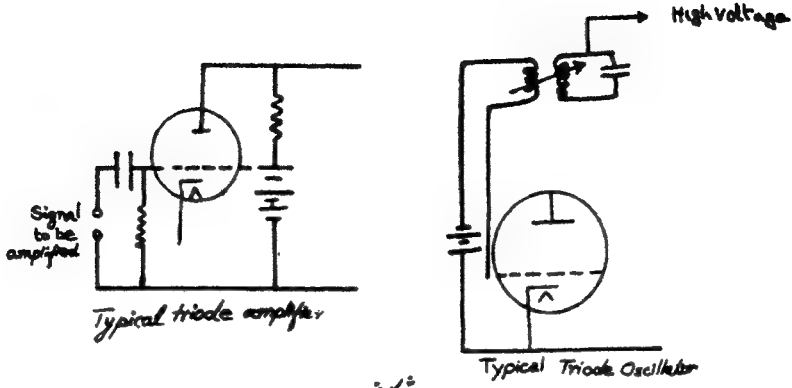 High Voltage
Signal
to be
amplified
Typical triode amplifier
Typical Triode Oscillator